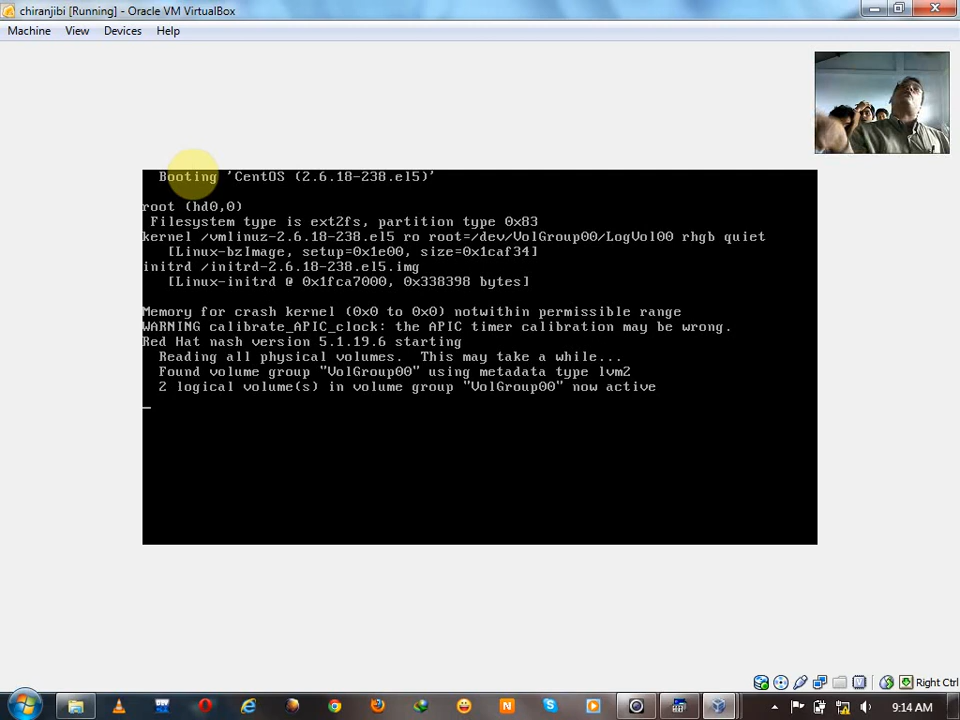 chiranjibi [Running] - Oracle VM VirtualBox
Machine View Devices Help
Booting 'CentOS (2.6.18-238.el5)'
root (hd0,0)
Filesystem type is ext2fs, partition type 0x83
kernel /vmlinuz-2.6.18-238.el5 ro root=/dev/VolGroup00/LogVol00 rhgb quiet
[Linux-bzImage, setup=0x1e00, size=0x1caf34]
initrd /initrd-2.6.18-238.el5.img
[Linux-initrd @ 0x1fca7000, 0x338398 bytes]
Memory for crash kernel (0x0 to 0x0) notwithin permissible range
WARNING calibrate_APIC_clock: the APIC timer calibration may be wrong.
Red Hat nash version 5.1.19.6 starting
Reading all physical volumes.  This may take a while...
Found volume group "VolGroup00" using metadata type lvm2
2 logical volume(s) in volume group "VolGroup00" now active
Right Ctrl
9:14 AM